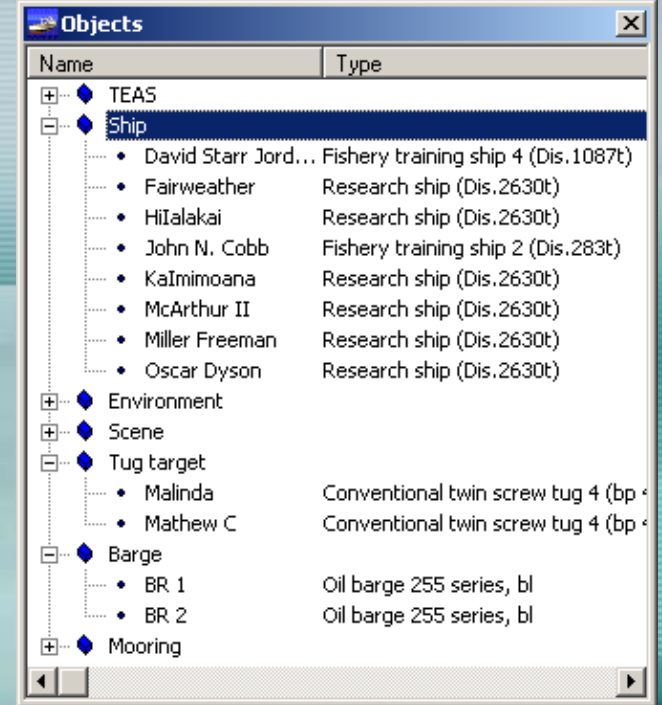 Objects
Name Type
TEAS
Ship
David Starr Jord... Fishery training ship 4 (Dis.1087t)
Fairweather Research ship (Dis.2630t)
HiIalakai Research ship (Dis.2630t)
John N. Cobb Fishery training ship 2 (Dis.283t)
KaImimoana Research ship (Dis.2630t)
McArthur II Research ship (Dis.2630t)
Miller Freeman Research ship (Dis.2630t)
Oscar Dyson Research ship (Dis.2630t)
Environment
Scene
Tug target
Malinda Conventional twin screw tug 4 (bp
Mathew C Conventional twin screw tug 4 (bp
Barge
BR 1 Oil barge 255 series, bl
BR 2 Oil barge 255 series, bl
Mooring